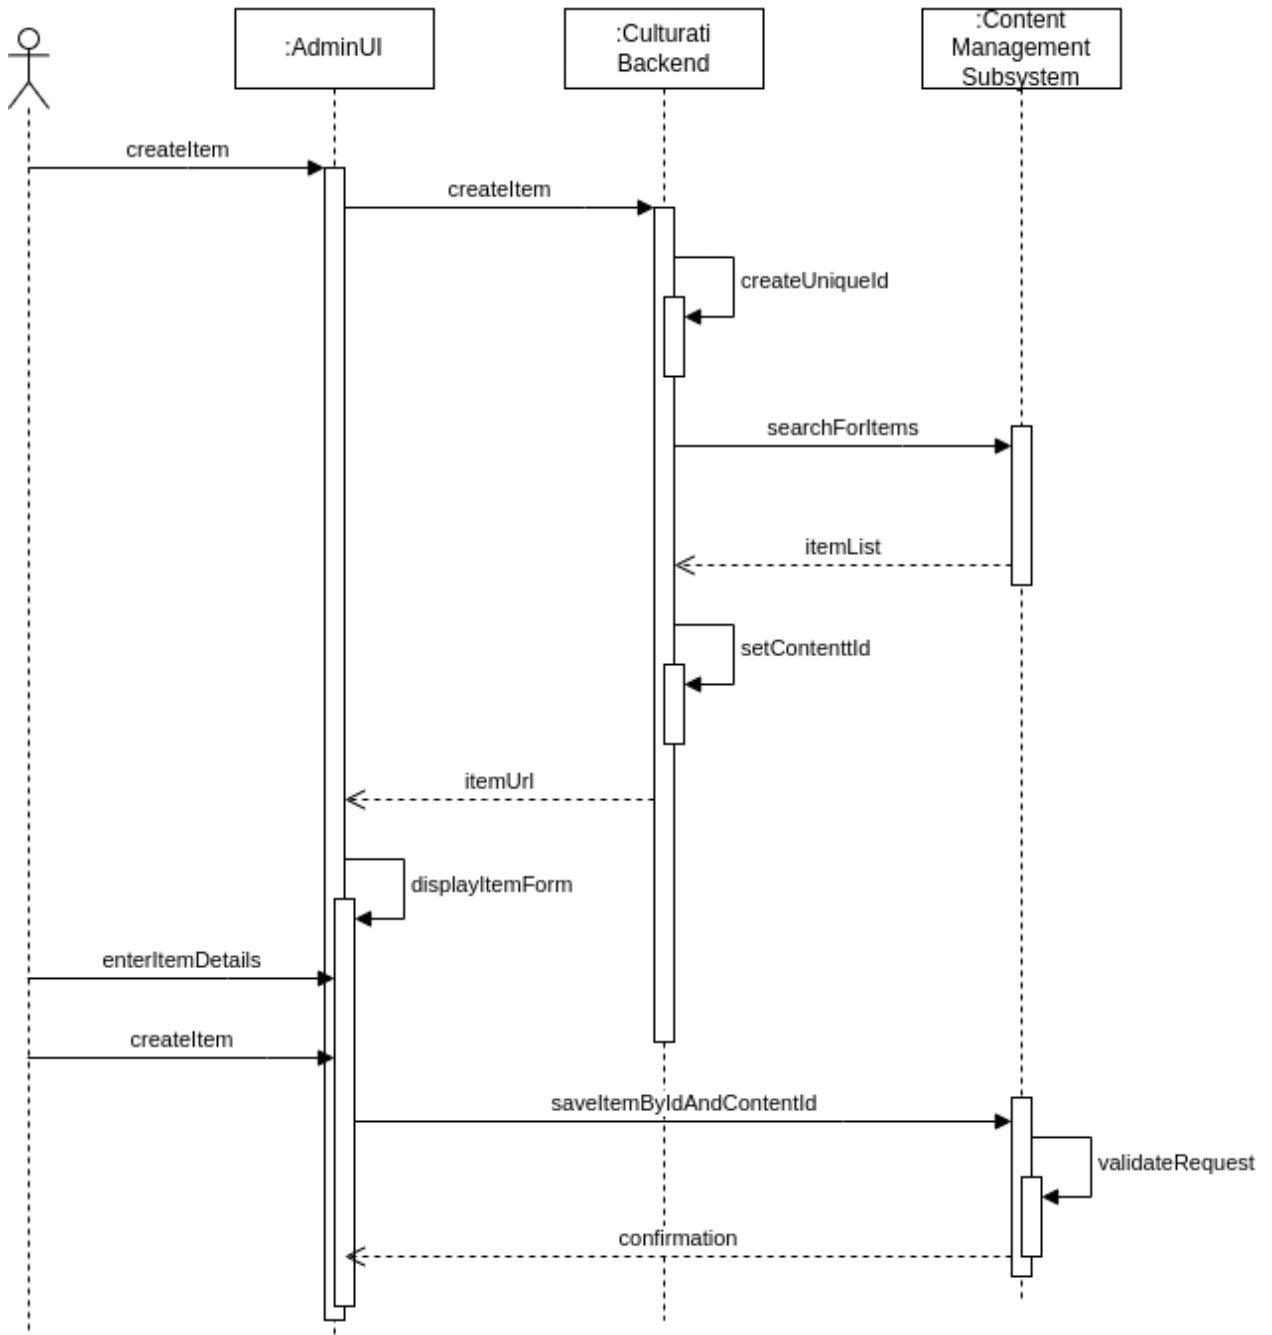 :AdminUI
:Culturati
Backend
:Content
Management
Subsystem
createItem
createItem
createUniqueId
searchForItems
itemList
setContenttId
itemUrl
displayItemForm
enterItemDetails
createItem
saveItemByIdAndContentId
validateRequest
confirmation